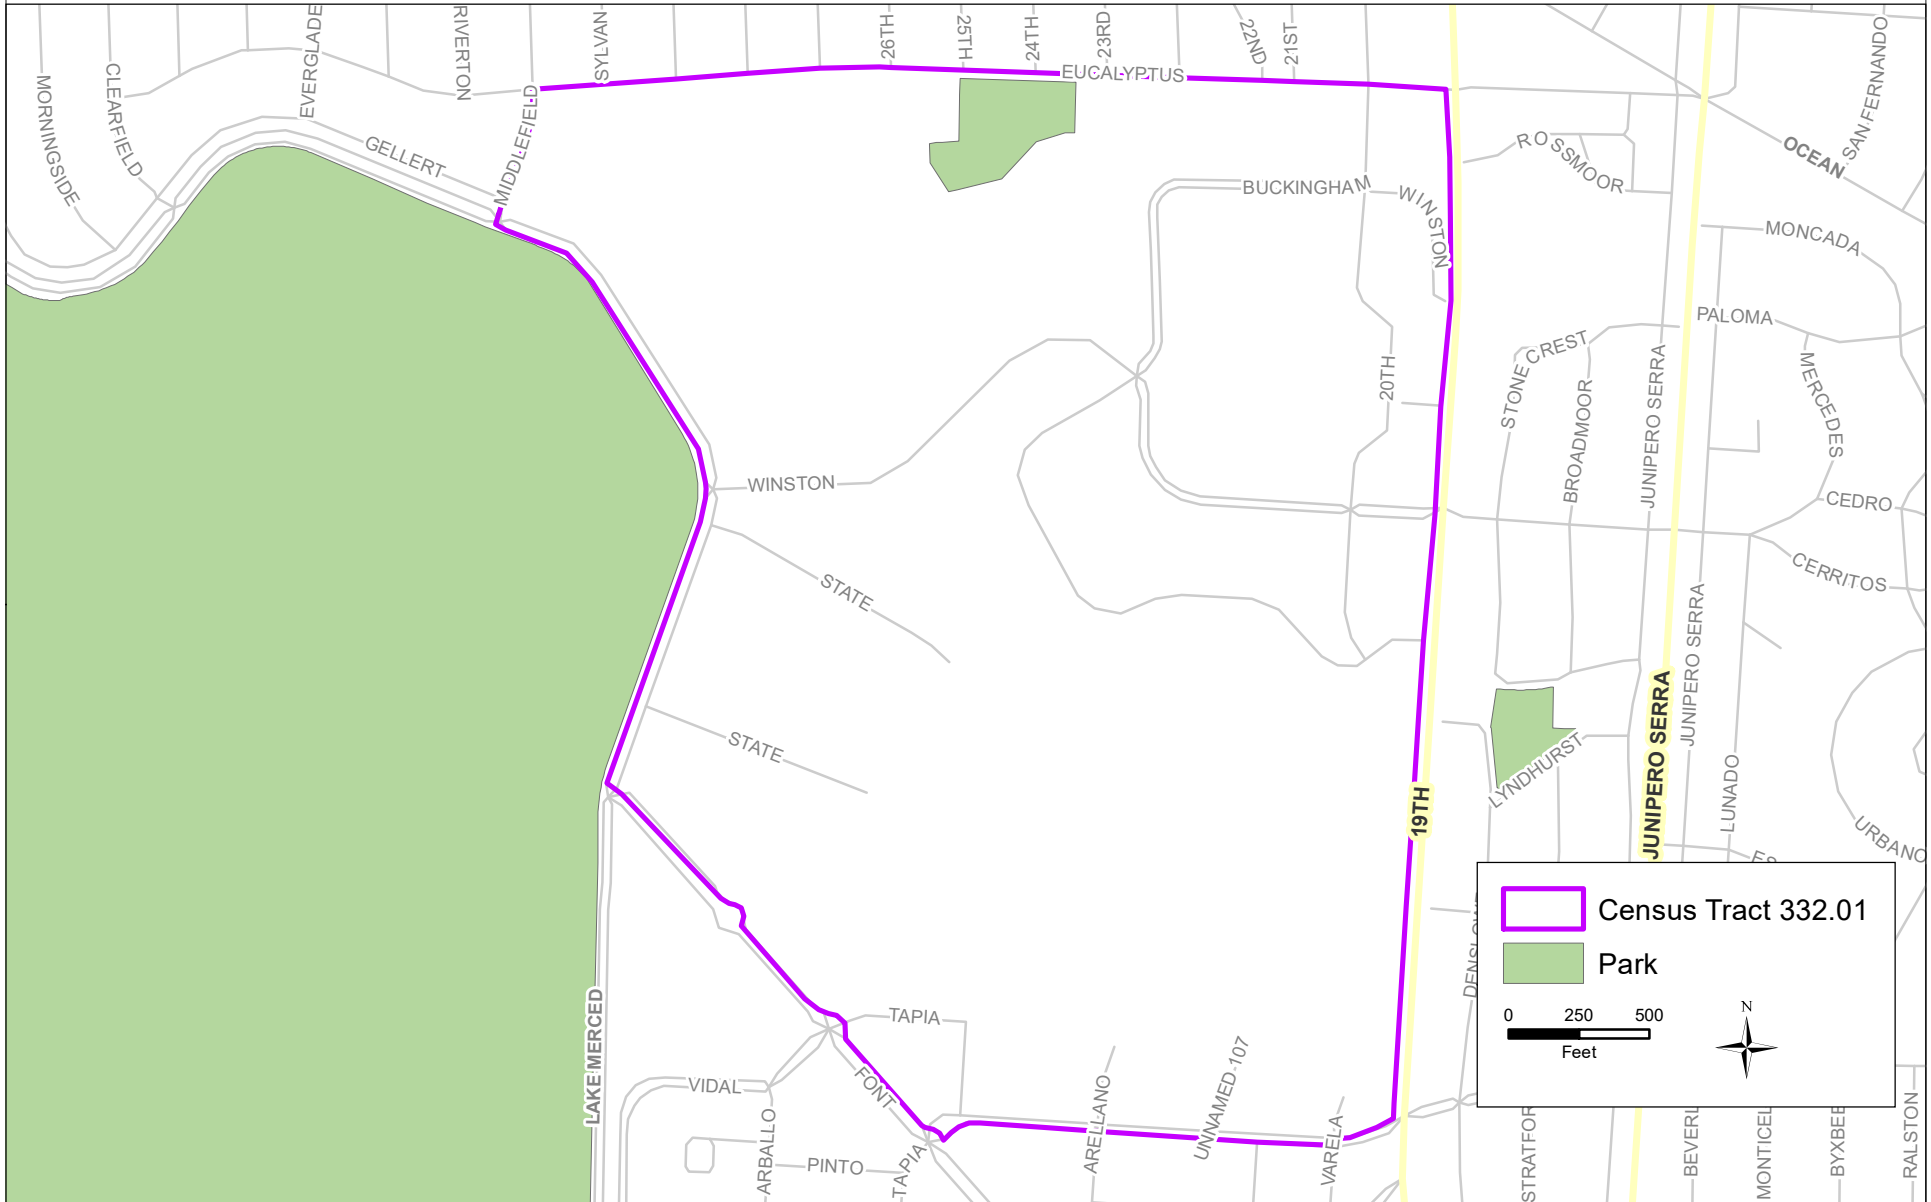 EVERGLADE
RIVERTON
SYLVAN
26TH
25TH
24TH
23RD
22ND
21ST
SAN FERNANDO
MORNINGSIDE
CLEARFIELD
MIDDLEFIELD
EUCALYPTUS
GELLERT
ROSSMOOR
OCEAN
BUCKINGHAM
WINSTON
MONCADA
PALOMA
STONECREST
MERCEDES
20TH
BROADMOOR
JUNIPERO SERRA
WINSTON
CEDRO
STATE
CERRITOS
JUNIPERO SERRA
STATE
JUNIPERO SERRA
LYNDHURST
LUNADO
19TH
URBANO
ES
Census Tract 332.01
Park
0 250 500
Feet
N
LAKE MERCED
TAPIA
VIDAL
FONT
ARBALLO
PINTO
TAPIA
ARELLANO
UNNAMED 107
VARELA
STRATFOR
BEVERL
MONTICEL
BYXBEE
RALSTON